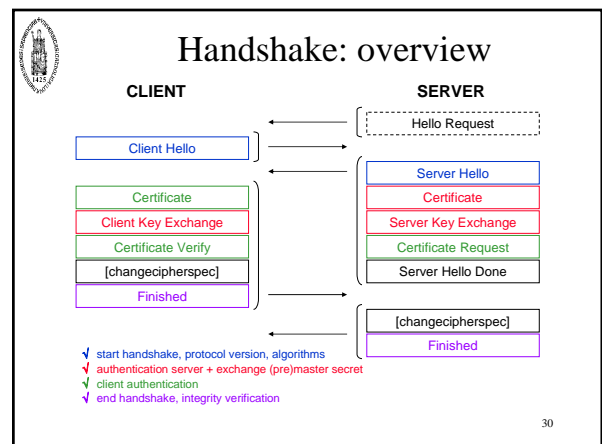 Handshake: overview
CLIENT
SERVER
Hello Request
Client Hello
Server Hello
Certificate
Certificate
Client Key Exchange
Server Key Exchange
Certificate Verify
Certificate Request
[changecipherspec]
Server Hello Done
Finished
[changecipherspec]
Finished
√ start handshake, protocol version, algorithms
√ authentication server + exchange (pre)master secret
√ client authentication
√ end handshake, integrity verification
30
1425